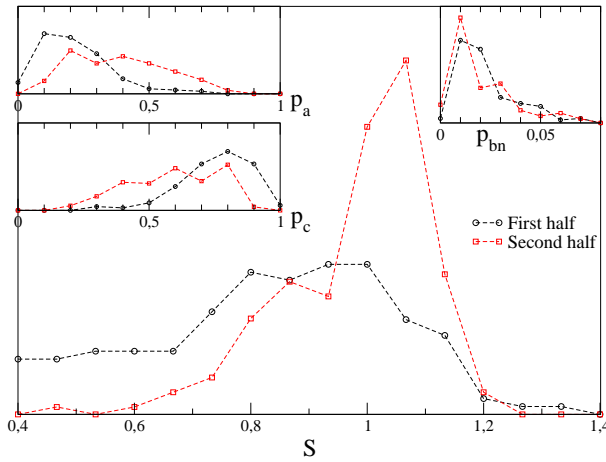 0 0,5 1
p_a
0 0,05
p_bn
0 0,5 1
p_c
First half
Second half
0,4 0,6 0,8 1 1,2 1,4
S